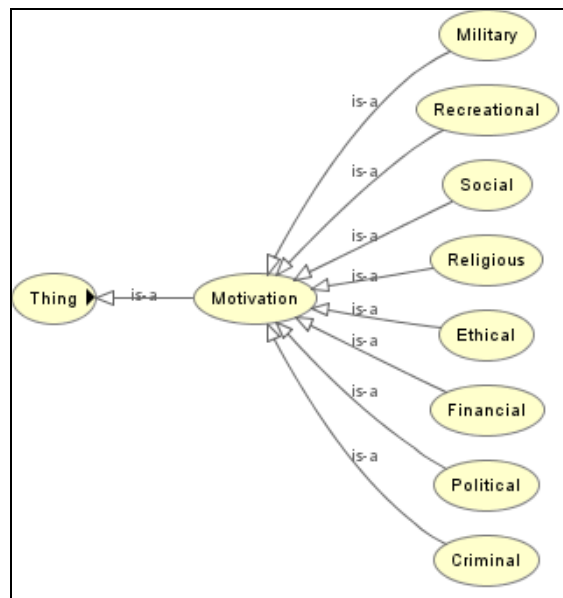 Military
is-a
Recreational
is-a
Social
is-a
Religious
is-a
Thing
is-a
Motivation
is-a
Ethical
is-a
Financial
is-a
Political
is-a
Criminal